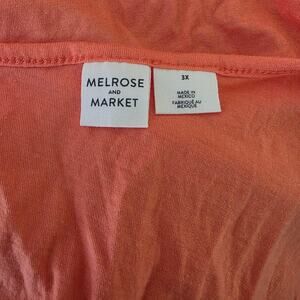 MELROSE
AND
MARKET
3X
MADE IN
MEXICO
FABRIQUÉ AU
MEXIQUE